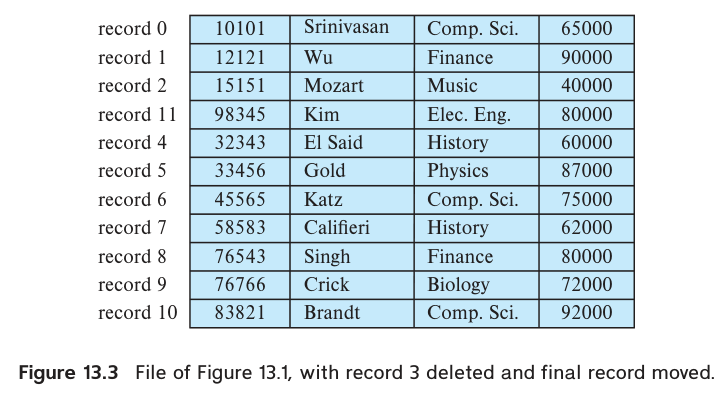 record 0 10101 Srinivasan Comp. Sci. 65000
record 1 12121 Wu Finance 90000
record 2 15151 Mozart Music 40000
record 11 98345 Kim Elec. Eng. 80000
record 4 32343 El Said History 60000
record 5 33456 Gold Physics 87000
record 6 45565 Katz Comp. Sci. 75000
record 7 58583 Califieri History 62000
record 8 76543 Singh Finance 80000
record 9 76766 Crick Biology 72000
record 10 83821 Brandt Comp. Sci. 92000
Figure 13.3 File of Figure 13.1, with record 3 deleted and final record moved.